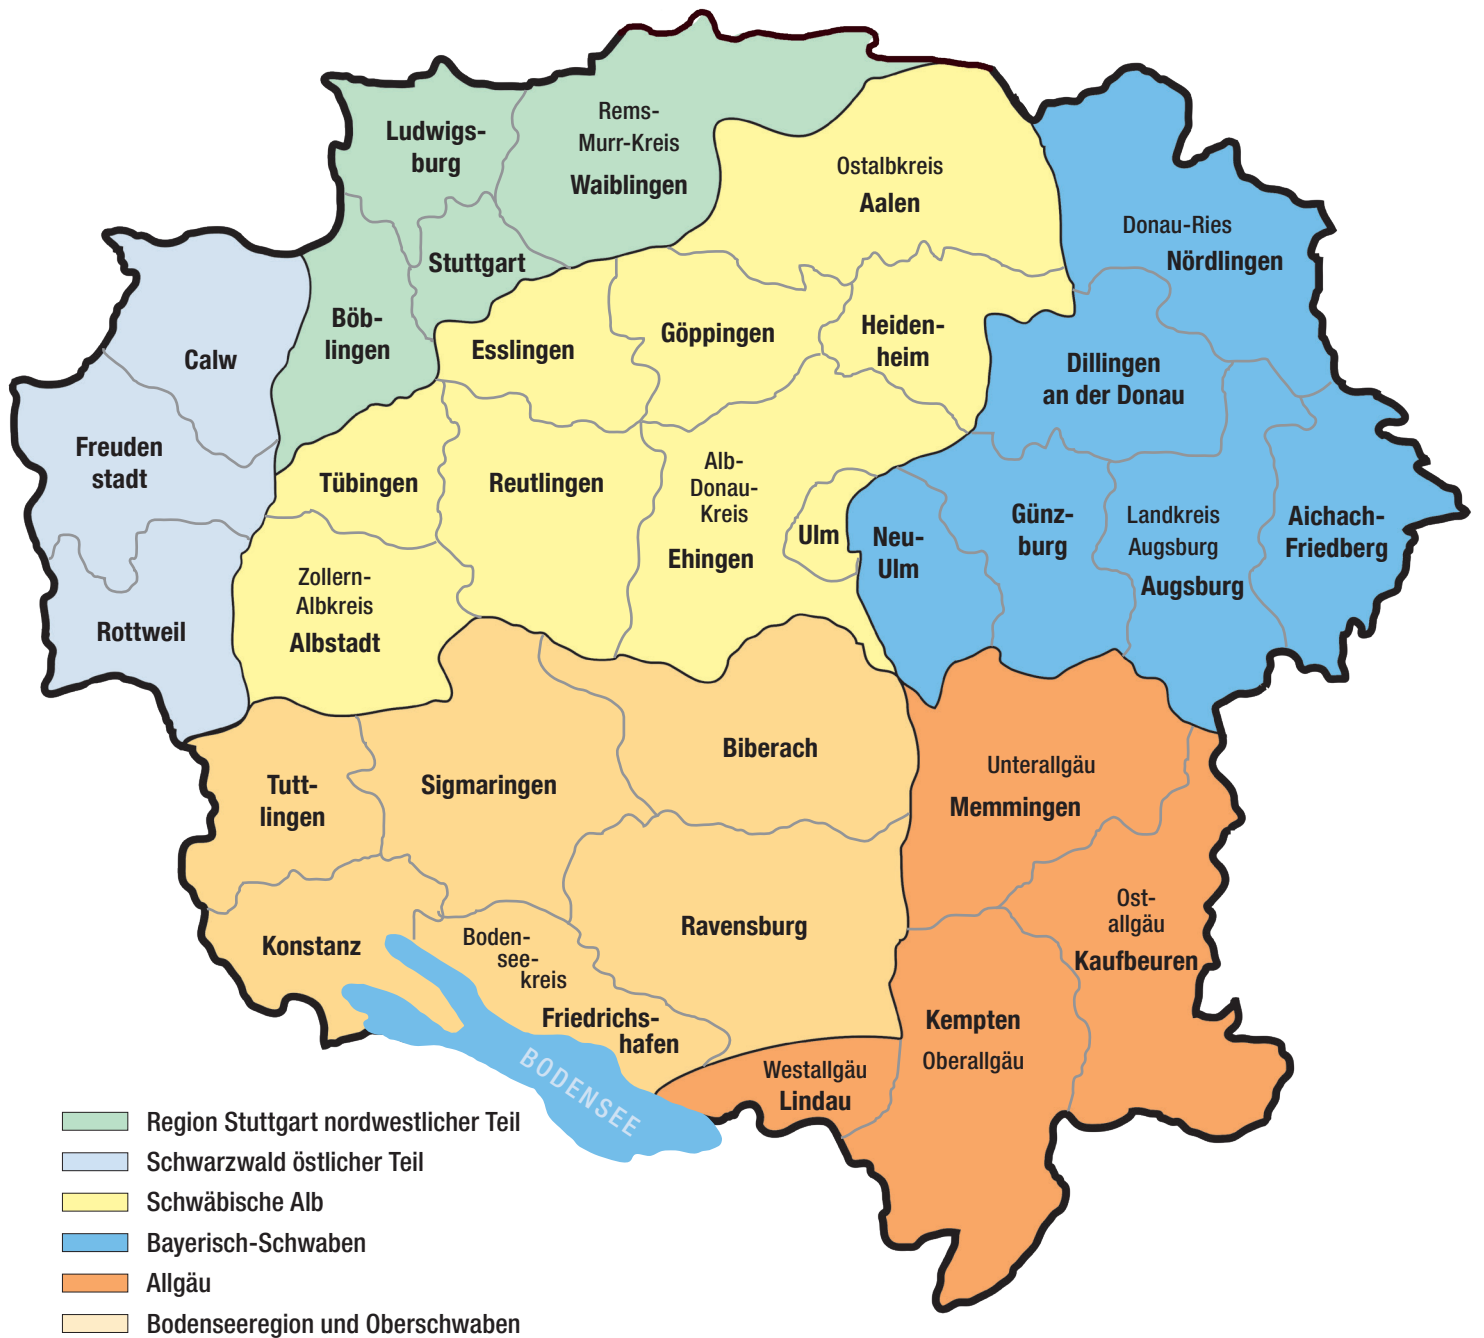 Ludwigs-
burg
Rems-
Murr-Kreis
Waiblingen
Ostalbkreis
Aalen
Donau-Ries
Nördlingen
Stuttgart
Böb-
lingen
Calw
Esslingen
Göppingen
Heiden-
heim
Dillingen
an der Donau
Freuden
stadt
Tübingen
Reutlingen
Alb-
Donau-
Kreis
Ehingen
Ulm
Neu-
Ulm
Günz-
burg
Landkreis
Augsburg
Augsburg
Aichach-
Friedberg
Rottweil
Zollern-
Albkreis
Albstadt
Tutt-
lingen
Sigmaringen
Biberach
Unterallgäu
Memmingen
Konstanz
Boden-
see-
kreis
Friedrichs-
hafen
Ravensburg
Ost-
allgäu
Kaufbeuren
Kempten
Oberallgäu
Westallgäu
Lindau
BODENSEE
Region Stuttgart nordwestlicher Teil
Schwarzwald östlicher Teil
Schwäbische Alb
Bayerisch-Schwaben
Allgäu
Bodenseeregion und Oberschwaben